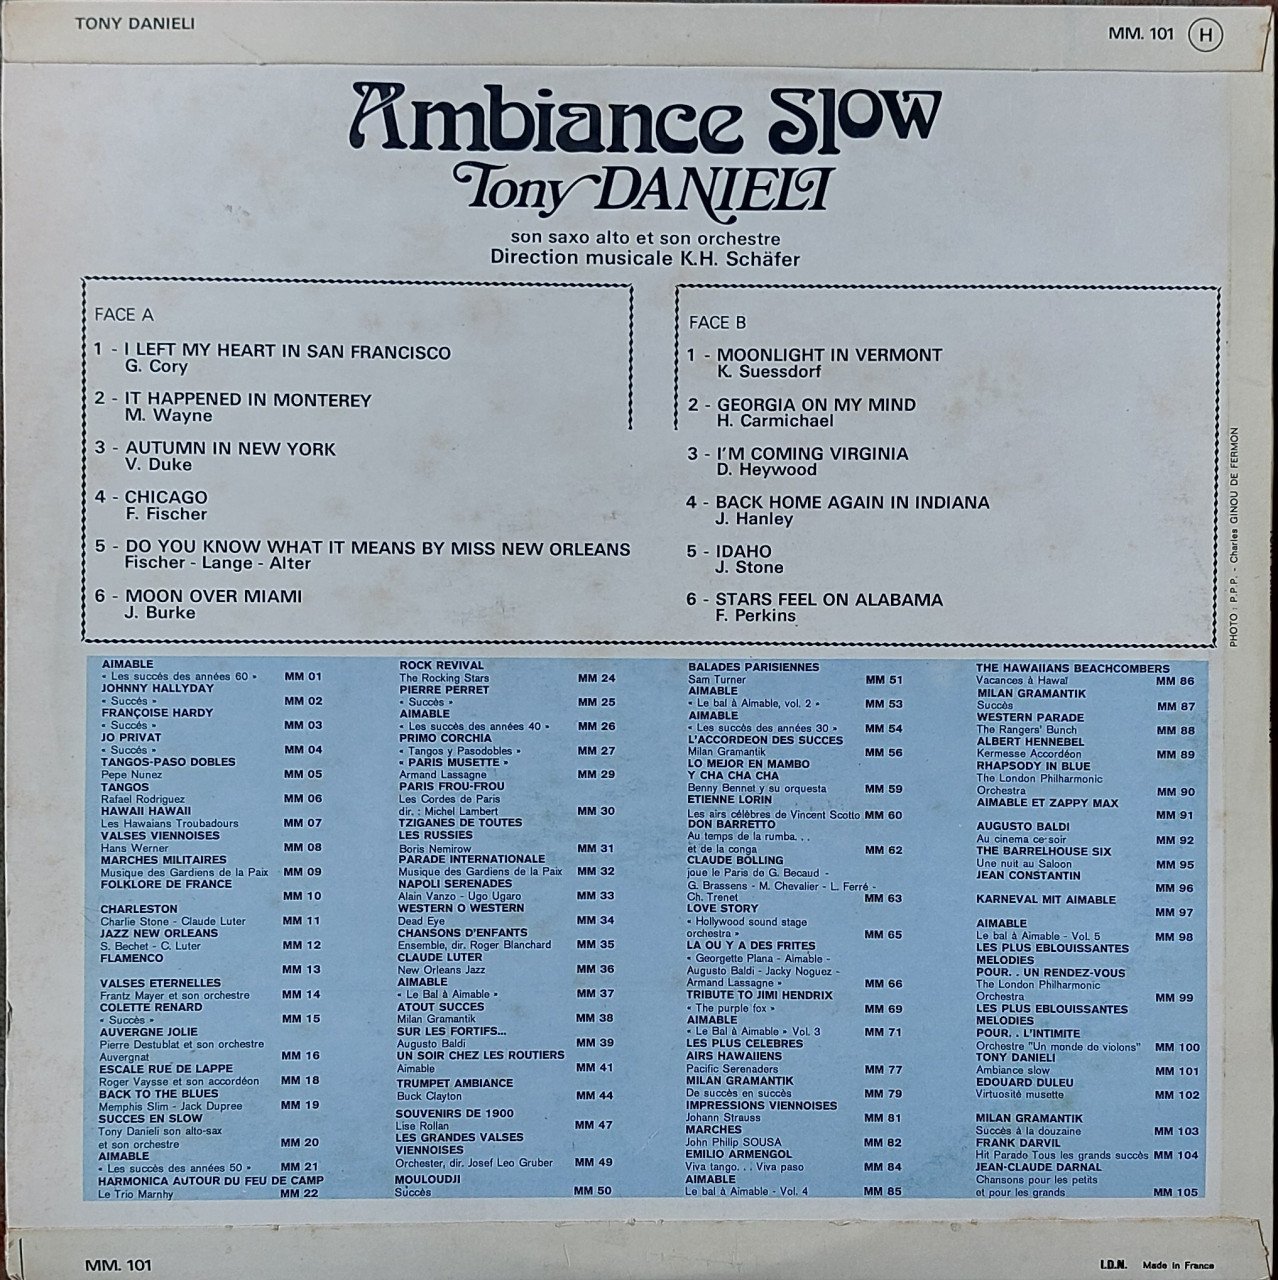 TONY DANIELI
MM. 101 H
Ambiance Slow
Tony DANIELI
son saxo alto et son orchestre
Direction musicale K.H. Schäfer
FACE A
1 - I LEFT MY HEART IN SAN FRANCISCO
G. Cory
2 - IT HAPPENED IN MONTEREY
M. Wayne
3 - AUTUMN IN NEW YORK
V. Duke
4 - CHICAGO
F. Fischer
5 - DO YOU KNOW WHAT IT MEANS BY MISS NEW ORLEANS
Fischer - Lange - Alter
6 - MOON OVER MIAMI
J. Burke
FACE B
1 - MOONLIGHT IN VERMONT
K. Suessdorf
2 - GEORGIA ON MY MIND
H. Carmichael
3 - I'M COMING VIRGINIA
D. Heywood
4 - BACK HOME AGAIN IN INDIANA
J. Hanley
5 - IDAHO
J. Stone
6 - STARS FEEL ON ALABAMA
F. Perkins
PHOTO : P.P.P. - Charles GINOU DE FERMON
AIMABLE
« Les succès des années 60 » MM 01
JOHNNY HALLYDAY
« Succès » MM 02
FRANÇOISE HARDY
« Succès » MM 03
JO PRIVAT
« Succès » MM 04
TANGOS-PASO DOBLES
Pepe Nunez MM 05
TANGOS
Rafael Rodriguez MM 06
HAWAII HAWAII
Les Hawaians Troubadours MM 07
VALSES VIENNOISES
Hans Werner MM 08
MARCHES MILITAIRES
Musique des Gardiens de la Paix MM 09
FOLKLORE DE FRANCE
MM 10
CHARLESTON
Charlie Stone - Claude Luter MM 11
JAZZ NEW ORLEANS
S. Bechet - C. Luter MM 12
FLAMENCO
MM 13
VALSES ETERNELLES
Frantz Mayer et son orchestre MM 14
COLETTE RENARD
« Succès » MM 15
AUVERGNE JOLIE
Pierre Destublat et son orchestre
Auvergnat MM 16
ESCALE RUE DE LAPPE
Roger Vaysse et son accordéon MM 18
BACK TO THE BLUES
Memphis Slim - Jack Dupree MM 19
SUCCES EN SLOW
Tony Danieli son alto-sax
et son orchestre MM 20
AIMABLE
« Les succès des années 50 » MM 21
HARMONICA AUTOUR DU FEU DE CAMP
Le Trio Marnhy MM 22
ROCK REVIVAL
The Rocking Stars MM 24
PIERRE PERRET
« Succès » MM 25
AIMABLE
« Les succès des années 40 » MM 26
PRIMO CORCHIA
« Tangos y Pasodobles » MM 27
« PARIS MUSETTE »
Armand Lassagne MM 29
PARIS FROU-FROU
Les Cordes de Paris
dir. : Michel Lambert MM 30
TZIGANES DE TOUTES
LES RUSSIES
Boris Nemirow MM 31
PARADE INTERNATIONALE
Musique des Gardiens de la Paix MM 32
NAPOLI SERENADES
Alain Vanzo - Ugo Ugaro MM 33
WESTERN O WESTERN
Dead Eye MM 34
CHANSONS D'ENFANTS
Ensemble, dir. Roger Blanchard MM 35
CLAUDE LUTER
New Orleans Jazz MM 36
AIMABLE
« Le Bal à Aimable » MM 37
ATOUT SUCCES
Milan Gramantik MM 38
SUR LES FORTIFS...
Augusto Baldi MM 39
UN SOIR CHEZ LES ROUTIERS
Aimable MM 41
TRUMPET AMBIANCE
Buck Clayton MM 44
SOUVENIRS DE 1900
Lise Rollan MM 47
LES GRANDES VALSES
VIENNOISES
Orchester, dir. Josef Leo Gruber MM 49
MOULOUDJI
Succès MM 50
BALADES PARISIENNES
Sam Turner MM 51
AIMABLE
« Le bal à Aimable, vol. 2 » MM 53
AIMABLE
« Les succès des années 30 » MM 54
L'ACCORDEON DES SUCCES
Milan Gramantik MM 56
LO MEJOR EN MAMBO
Y CHA CHA CHA
Benny Bennet y su orquesta MM 59
ETIENNE LORIN
Les airs célèbres de Vincent Scotto MM 60
DON BARRETTO
Au temps de la rumba. . .
et de la conga MM 62
CLAUDE BOLLING
joue le Paris de G. Becaud -
G. Brassens - M. Chevalier - L. Ferré -
Ch. Trenet MM 63
LOVE STORY
« Hollywood sound stage
orchestra » MM 65
LA OU Y A DES FRITES
« Georgette Plana - Aimable -
Augusto Baldi - Jacky Noguez -
Armand Lassagne » MM 66
TRIBUTE TO JIMI HENDRIX
« The purple fox » MM 69
AIMABLE
« Le Bal à Aimable » Vol. 3 MM 71
LES PLUS CELEBRES
AIRS HAWAIIENS
Pacific Serenaders MM 77
MILAN GRAMANTIK
De succès en succès MM 79
IMPRESSIONS VIENNOISES
Johann Strauss MM 81
MARCHES
John Philip SOUSA MM 82
EMILIO ARMENGOL
Viva tango. . . Viva paso MM 84
AIMABLE
Le bal à Aimable - Vol. 4 MM 85
THE HAWAIIANS BEACHCOMBERS
Vacances à Hawaï MM 86
MILAN GRAMANTIK
Succès MM 87
WESTERN PARADE
The Rangers' Bunch MM 88
ALBERT HENNEBEL
Kermesse Accordéon MM 89
RHAPSODY IN BLUE
The London Philharmonic
Orchestra MM 90
AIMABLE ET ZAPPY MAX
MM 91
AUGUSTO BALDI
Au cinema ce soir MM 92
THE BARRELHOUSE SIX
Une nuit au Saloon MM 95
JEAN CONSTANTIN
MM 96
KARNEVAL MIT AIMABLE
MM 97
AIMABLE
Le bal à Aimable - Vol. 5 MM 98
LES PLUS EBLOUISSANTES
MELODIES
POUR. . UN RENDEZ-VOUS
The London Philharmonic
Orchestra MM 99
LES PLUS EBLOUISSANTES
MELODIES
POUR. . L'INTIMITE
Orchestre "Un monde de violons" MM 100
TONY DANIELI
Ambiance slow MM 101
EDOUARD DULEU
Virtuosité musette MM 102
MILAN GRAMANTIK
Succès à la douzaine MM 103
FRANK DARVIL
Hit Parade Tous les grands succès MM 104
JEAN-CLAUDE DARNAL
Chansons pour les petits
et pour les grands MM 105
MM. 101
I.D.N. Made in France